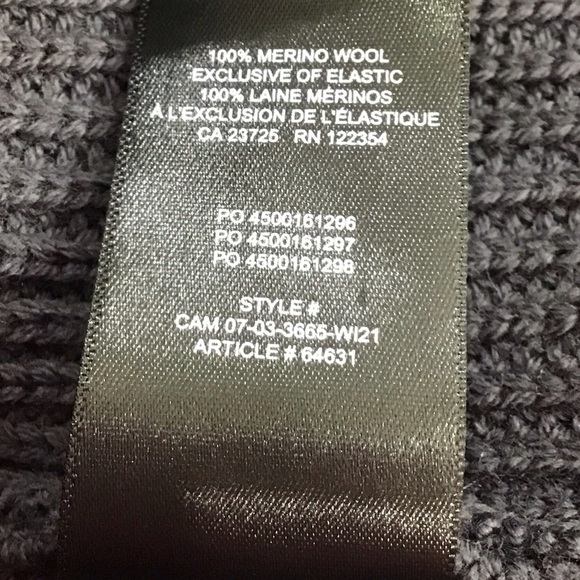 100% MERINO WOOL
EXCLUSIVE OF ELASTIC
100% LAINE MÉRINOS
À L'EXCLUSION DE L'ÉLASTIQUE
CA 23725 RN 122354
PO 4500161296
PO 4500161297
PO 4500161298
STYLE #
CAM 07-03-3665-WI21
ARTICLE # 64631